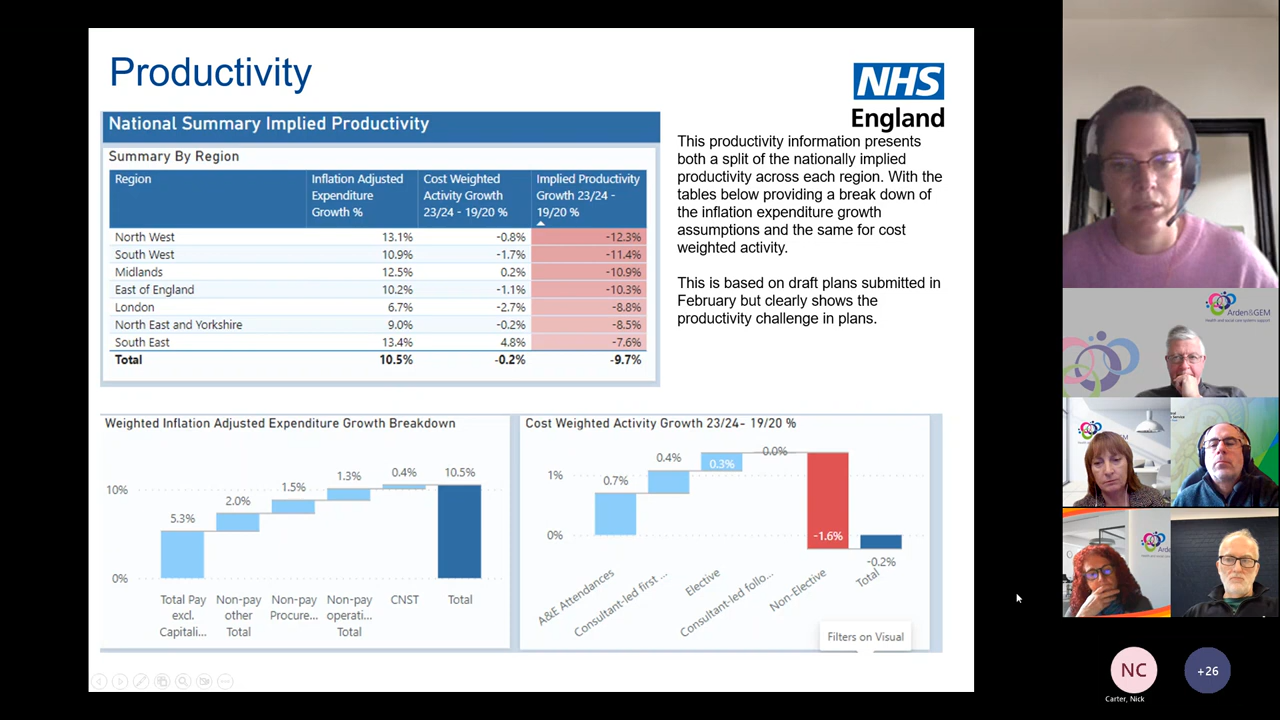 Productivity
NHS
England
National Summary Implied Productivity
Summary By Region
Region Inflation Adjusted Expenditure Growth % Cost Weighted Activity Growth 23/24 - 19/20 % Implied Productivity Growth 23/24 - 19/20 %
North West 13.1% -0.8% -12.3%
South West 10.9% -1.7% -11.4%
Midlands 12.5% 0.2% -10.9%
East of England 10.2% -1.1% -10.3%
London 6.7% -2.7% -8.8%
North East and Yorkshire 9.0% -0.2% -8.5%
South East 13.4% 4.8% -7.6%
Total 10.5% -0.2% -9.7%
This productivity information presents
both a split of the nationally implied
productivity across each region. With the
tables below providing a break down of
the inflation expenditure growth
assumptions and the same for cost
weighted activity.
This is based on draft plans submitted in
February but clearly shows the
productivity challenge in plans.
Weighted Inflation Adjusted Expenditure Growth Breakdown
10%
0%
5.3%
2.0%
1.5%
1.3%
0.4%
10.5%
Total Pay excl. Capitali...
Non-pay other Total
Non-pay Procure...
Non-pay operati... Total
CNST
Total
Cost Weighted Activity Growth 23/24- 19/20 %
1%
0%
0.7%
0.4%
0.3%
0.0%
-1.6%
-0.2%
A&E Attendances
Consultant-led first ...
Elective
Consultant-led follo...
Non-Elective
Total
Filters on Visual
Arden&GEM
NC
Carter, Nick
+26